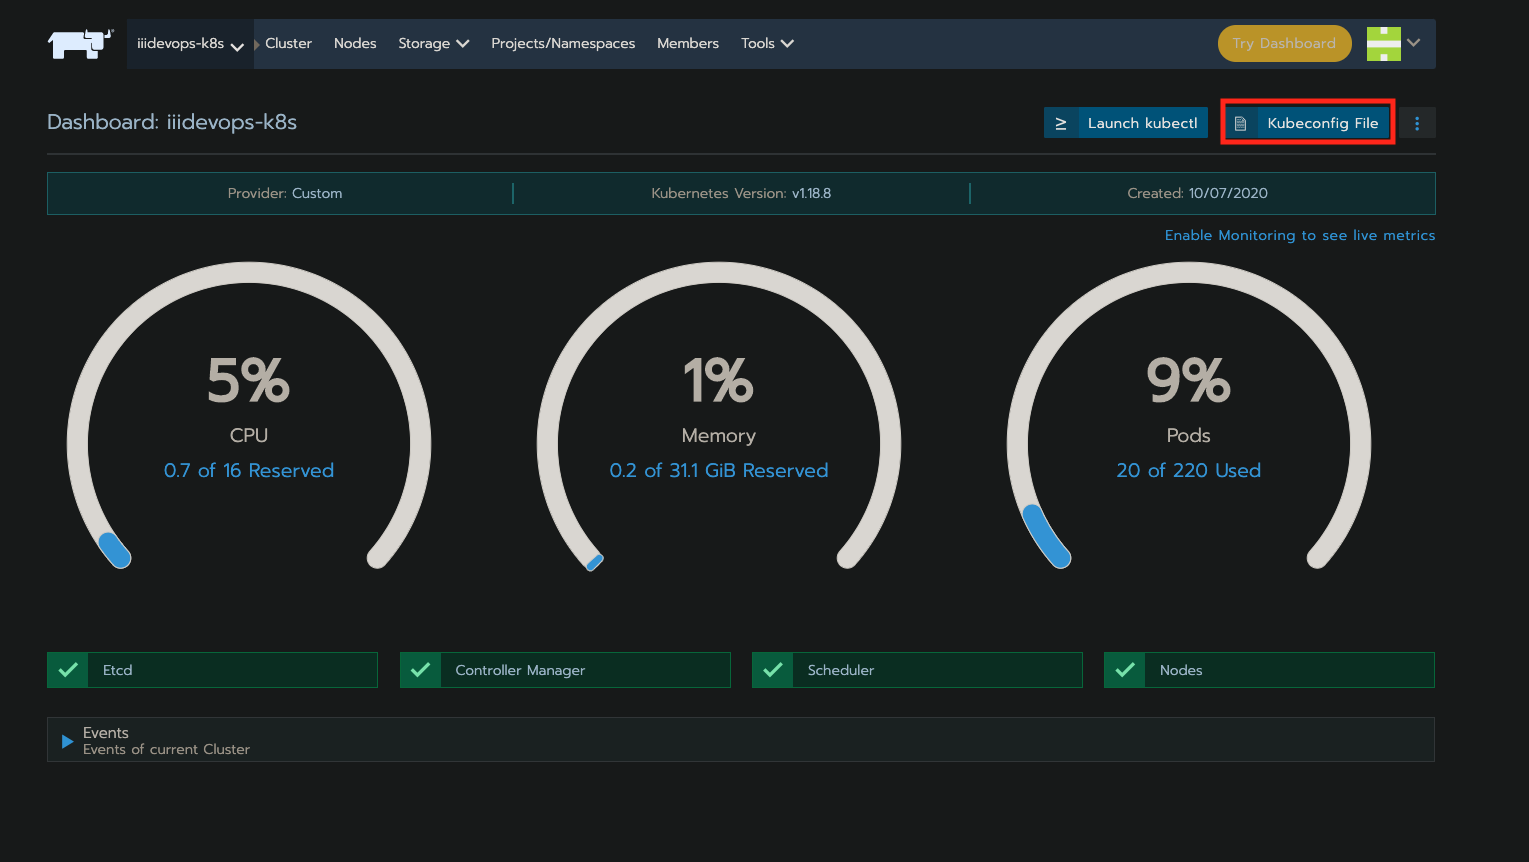 iiidevops-k8s Cluster Nodes Storage Projects/Namespaces Members Tools Try Dashboard
Dashboard: iiidevops-k8s Launch kubectl Kubeconfig File
Provider: Custom Kubernetes Version: v1.18.8 Created: 10/07/2020
Enable Monitoring to see live metrics
5%
CPU
0.7 of 16 Reserved
1%
Memory
0.2 of 31.1 GiB Reserved
9%
Pods
20 of 220 Used
Etcd Controller Manager Scheduler Nodes
Events
Events of current Cluster